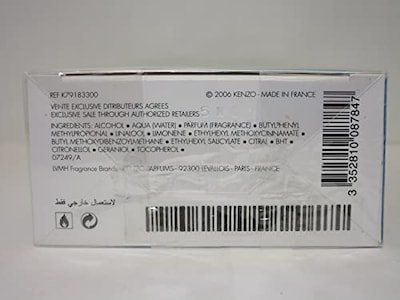 REF K79183300
© 2006 KENZO - MADE IN FRANCE
VENTE EXCLUSIVE DITRIBUTEURS AGREES
EXCLUSIVE SALE THROUGH AUTHORIZED RETAILERS
INGREDIENTS: ALCOHOL • AQUA (WATER) • PARFUM (FRAGRANCE) • BUTYLPHENYL
METHYLPROPIONAL • LINALOOL • LIMONENE • ETHYLHEXYL METHOXYCINNAMATE •
BUTYL METHOXYDIBENZOYLMETHANE • ETHYLHEXYL SALICYLATE • CITRAL • BHT •
CITRONELLOL • GERANIOL • TOCOPHEROL •
07249/A
LVMH Fragrance Brands PARFUMS - 92300 LEVALLOIS - PARIS - FRANCE
لاستعمال خارجي فقط
3 352810 087847